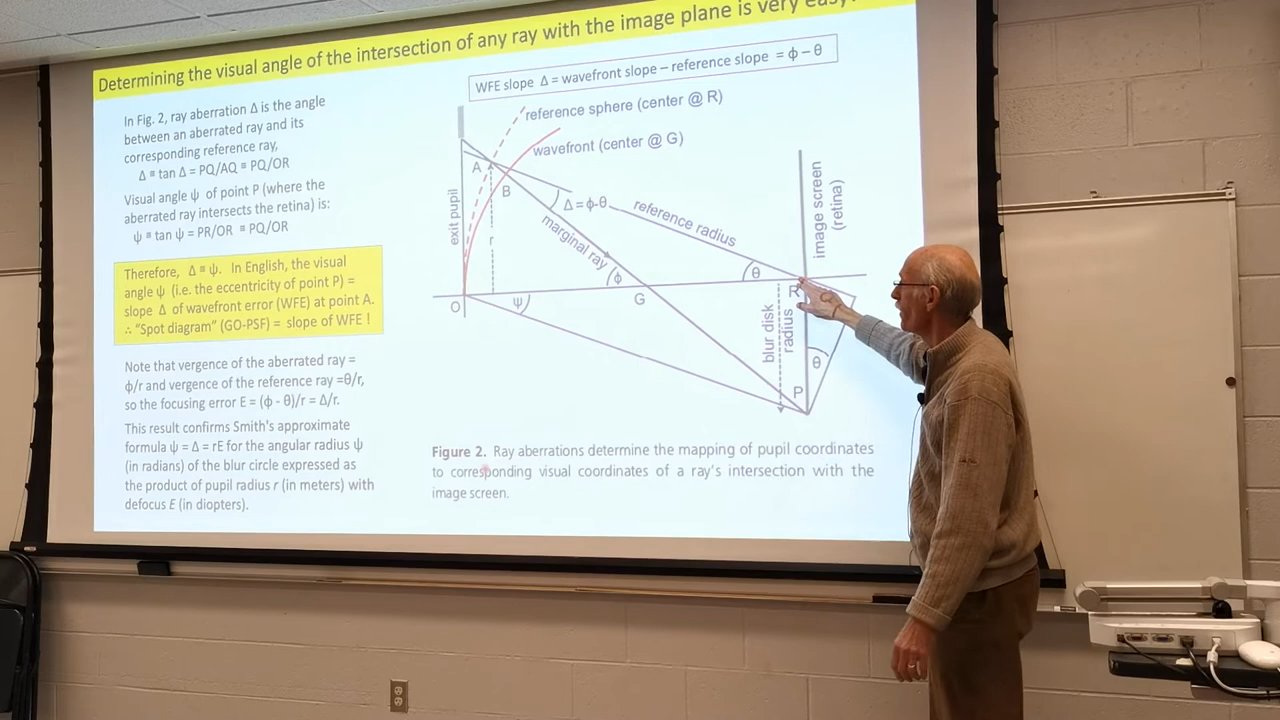 Determining the visual angle of the intersection of any ray with the image plane is very easy!
WFE slope Δ = wavefront slope – reference slope = ϕ – θ
In Fig. 2, ray aberration Δ is the angle
between an aberrated ray and its
corresponding reference ray,
Δ ≅ tan Δ = PQ/AQ ≅ PQ/OR
Visual angle ψ of point P (where the
aberrated ray intersects the retina) is:
ψ ≅ tan ψ = PR/OR ≅ PQ/OR
Therefore, Δ ≅ ψ. In English, the visual
angle ψ (i.e. the eccentricity of point P) =
slope Δ of wavefront error (WFE) at point A.
∴ "Spot diagram" (GO-PSF) = slope of WFE !
Note that vergence of the aberrated ray =
ϕ/r and vergence of the reference ray =θ/r,
so the focusing error E = (ϕ - θ)/r = Δ/r.
This result confirms Smith's approximate
formula ψ = Δ = rE for the angular radius ψ
(in radians) of the blur circle expressed as
the product of pupil radius r (in meters) with
defocus E (in diopters).
reference sphere (center @ R)
wavefront (center @ G)
A
B
exit pupil
r
Δ = ϕ-θ
reference radius
marginal ray
image screen
(retina)
ϕ
θ
O
ψ
G
R
blur disk
radius
θ
P
Figure 2. Ray aberrations determine the mapping of pupil coordinates
to corresponding visual coordinates of a ray's intersection with the
image screen.